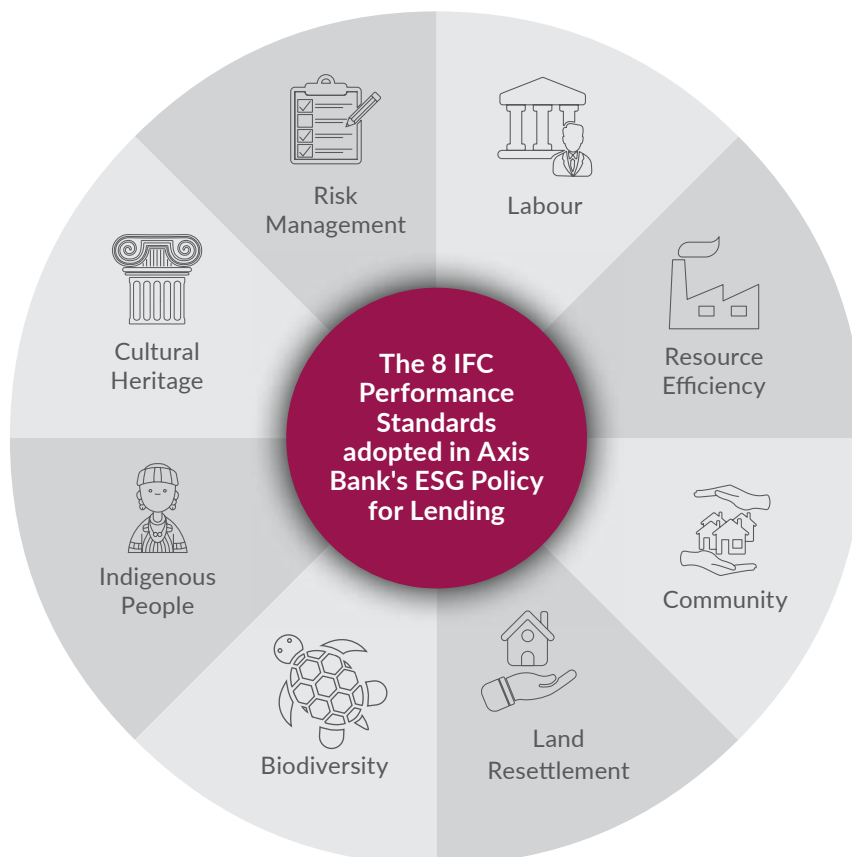 Risk
Management
Labour
Cultural
Heritage
Resource
Efficiency
The 8 IFC
Performance
Standards
adopted in Axis
Bank's ESG Policy
for Lending
Indigenous
People
Community
Biodiversity
Land
Resettlement